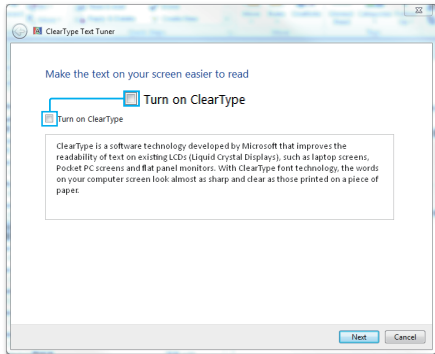 ClearType Text Tuner
Make the text on your screen easier to read
Turn on ClearType
Turn on ClearType
ClearType is a software technology developed by Microsoft that improves the
readability of text on existing LCDs (Liquid Crystal Displays), such as laptop screens,
Pocket PC screens and flat panel monitors. With ClearType font technology, the words
on your computer screen look almost as sharp and clear as those printed on a piece of
paper.
Next
Cancel